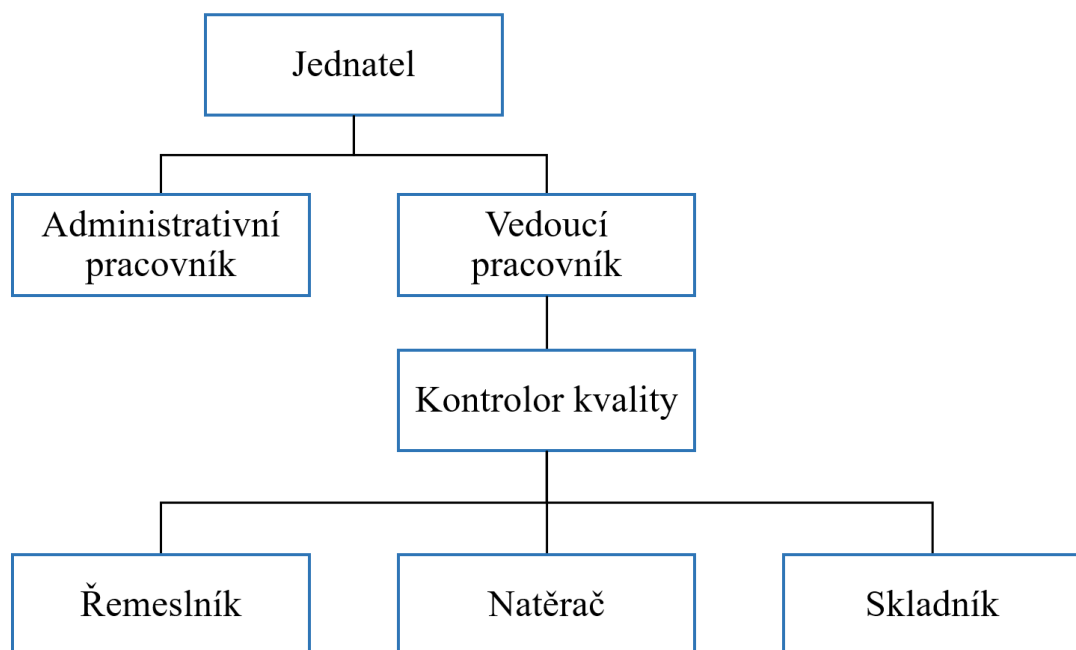 Jednatel
Administrativní
pracovník
Vedoucí
pracovník
Kontrolor kvality
Řemeslník
Natěrač
Skladník